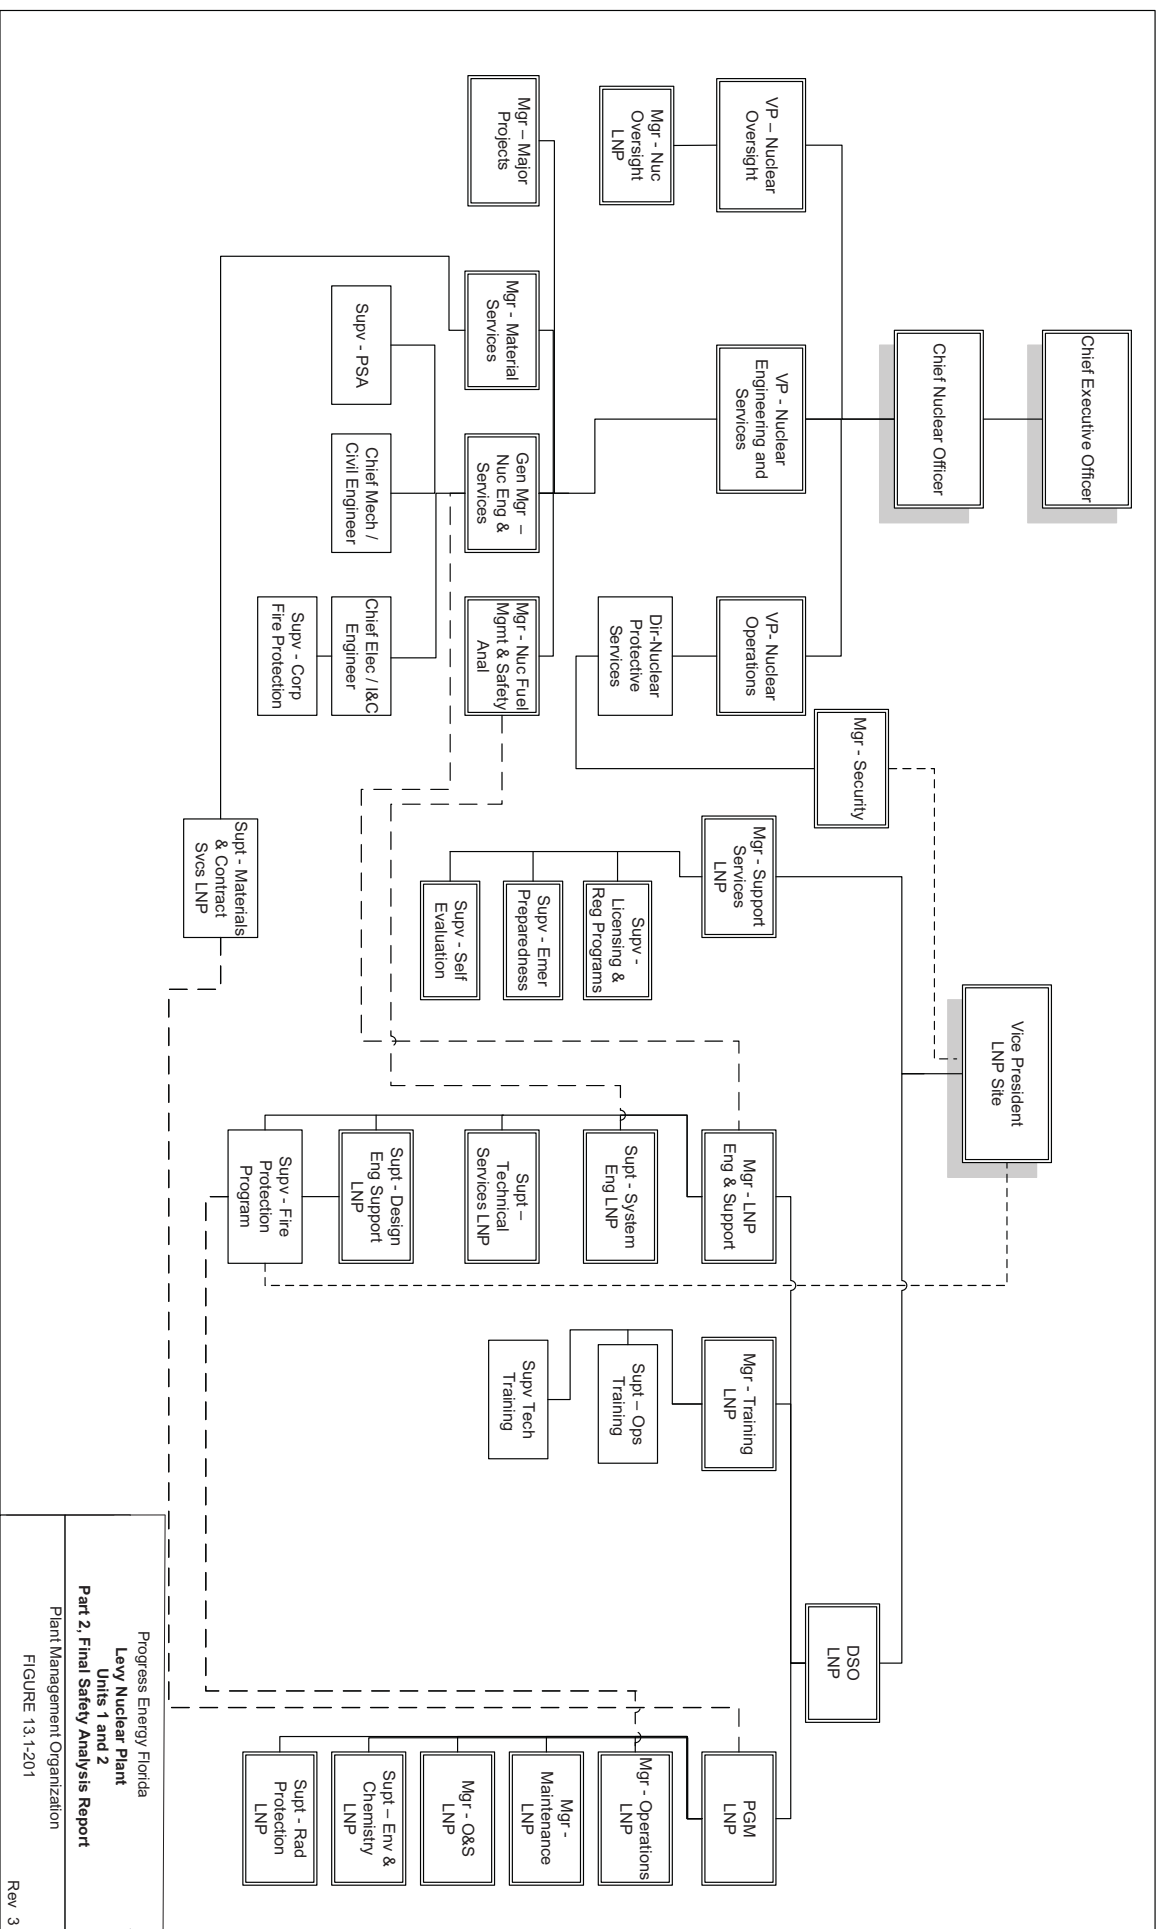 Chief Executive Officer
Chief Nuclear Officer
VP – Nuclear
Oversight
VP - Nuclear
Engineering and
Services
VP- Nuclear
Operations
Mgr - Nuc
Oversight
LNP
Dir-Nuclear
Protective
Services
Mgr - Security
Mgr – Major
Projects
Mgr - Material
Services
Gen Mgr –
Nuc Eng &
Services
Mgr - Nuc Fuel
Mgmt & Safety
Anal
Supv - PSA
Chief Mech /
Civil Engineer
Chief Elec / I&C
Engineer
Supv - Corp
Fire Protection
Supt - Materials
& Contract
Svcs LNP
Vice President
LNP Site
Mgr - Support
Services
LNP
Supv -
Licensing &
Reg Programs
Supv - Emer
Preparedness
Supv - Self
Evaluation
DSO
LNP
Mgr - LNP
Eng & Support
Supt - System
Eng LNP
Supt –
Technical
Services LNP
Supt - Design
Eng Support
LNP
Supv - Fire
Protection
Program
Mgr - Training
LNP
Supt – Ops
Training
Supv Tech
Training
PGM
LNP
Mgr - Operations
LNP
Mgr -
Maintenance
LNP
Mgr - O&S
LNP
Supt – Env &
Chemistry
LNP
Supt - Rad
Protection
LNP
Progress Energy Florida
Levy Nuclear Plant
Units 1 and 2
Part 2, Final Safety Analysis Report
Plant Management Organization
FIGURE 13.1-201
Rev 3